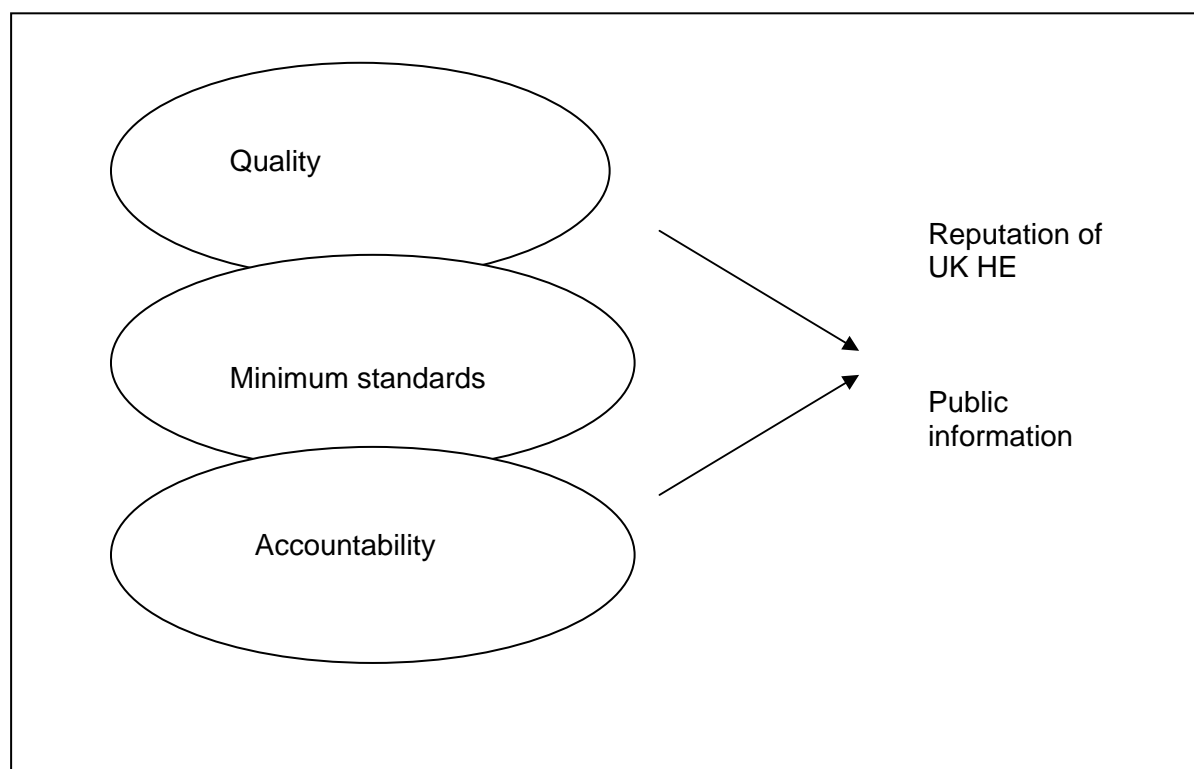 Quality
Minimum standards
Accountability
Reputation of
UK HE
Public
information